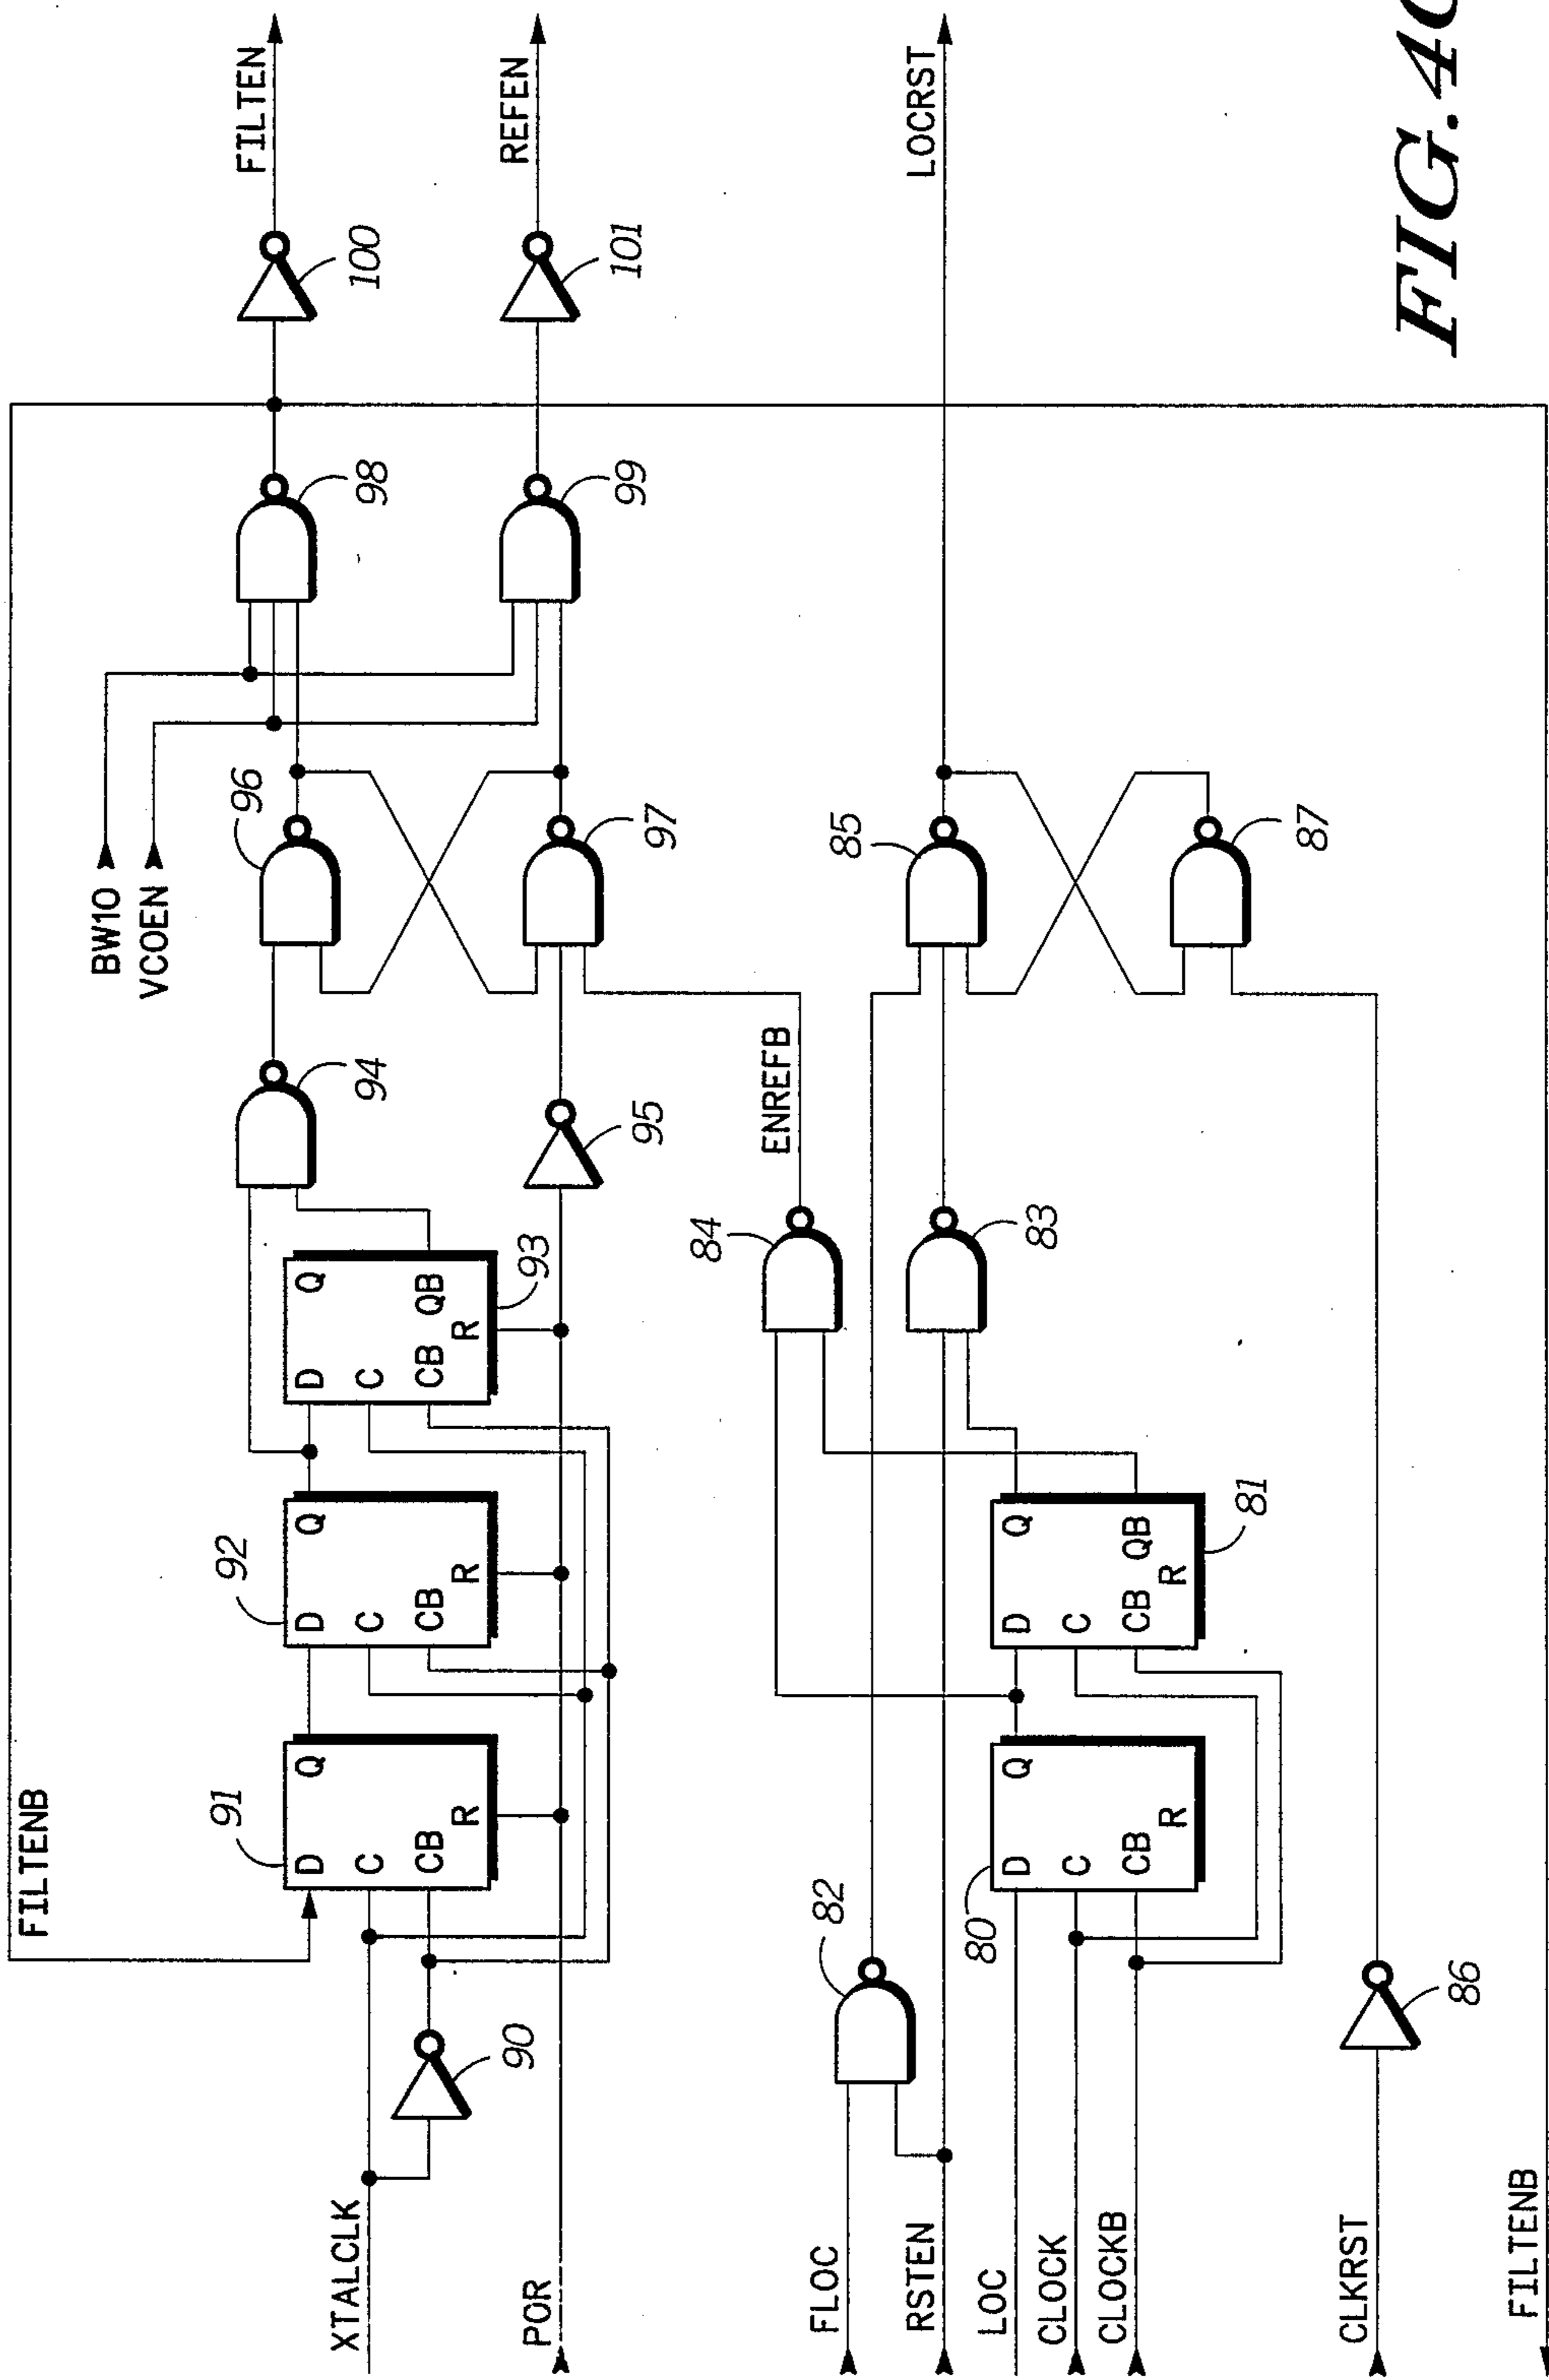 FILTENB
BW10
VCOEN
91
92
96
FILTEN
D Q
D Q
D Q
XTALCLK
C
C
C
94
98
100
CB
CB
CB QB
R
R
R
90
93
REFEN
POR
95
97
99
101
84
ENREFB
FLOC
82
85
LOCRST
RSTEN
80
83
LOC
D Q
D Q
CLOCK
C
C
CLOCKB
CB
CB QB
R
R
81
87
CLKRST
86
FIG.4C
FILTENB